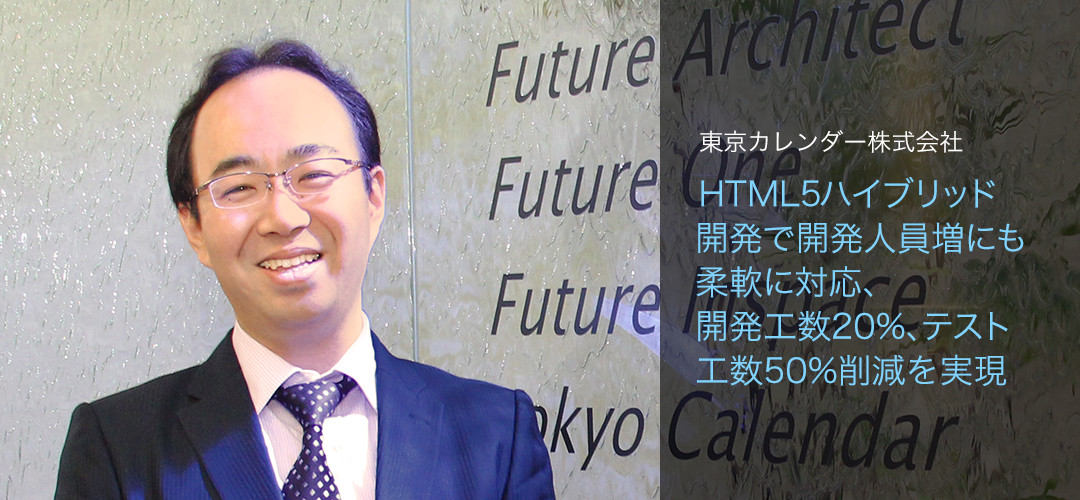 Future Architect
Future One
Future Inspace
Tokyo Calendar
東京カレンダー株式会社
HTML5ハイブリッド
開発で開発人員増にも
柔軟に対応、
開発工数20%、テスト
工数50%削減を実現